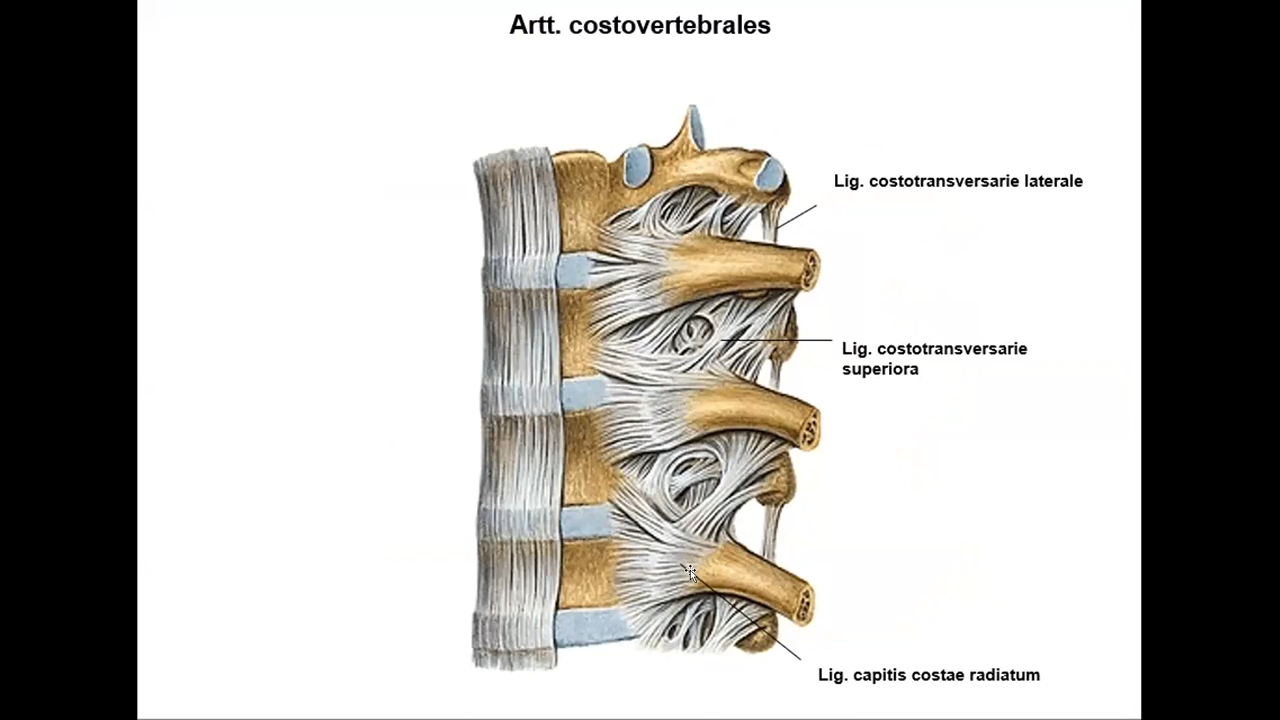 Artt. costovertebrales
Lig. costotransversarie laterale
Lig. costotransversarie
superiora
Lig. capitis costae radiatum